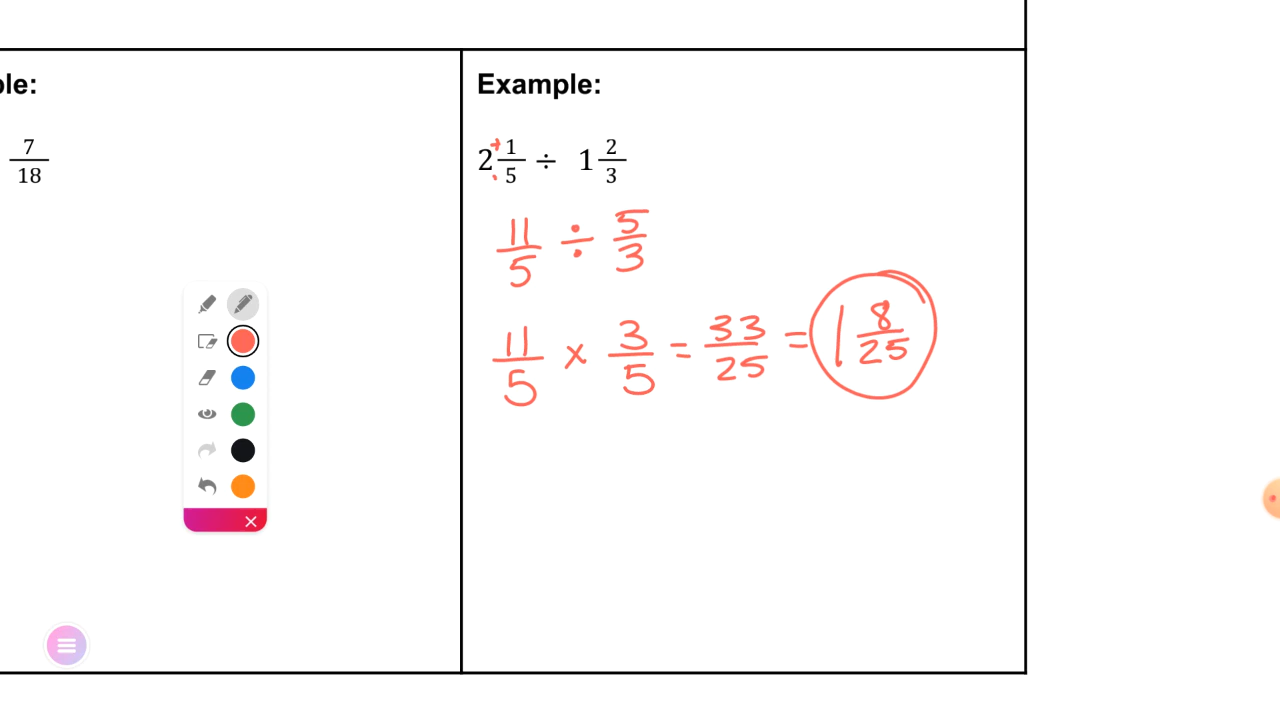 ple:
7/18
Example:
2 1/5 ÷ 1 2/3
11/5 ÷ 5/3
11/5 × 3/5 = 33/25 = 1 8/25